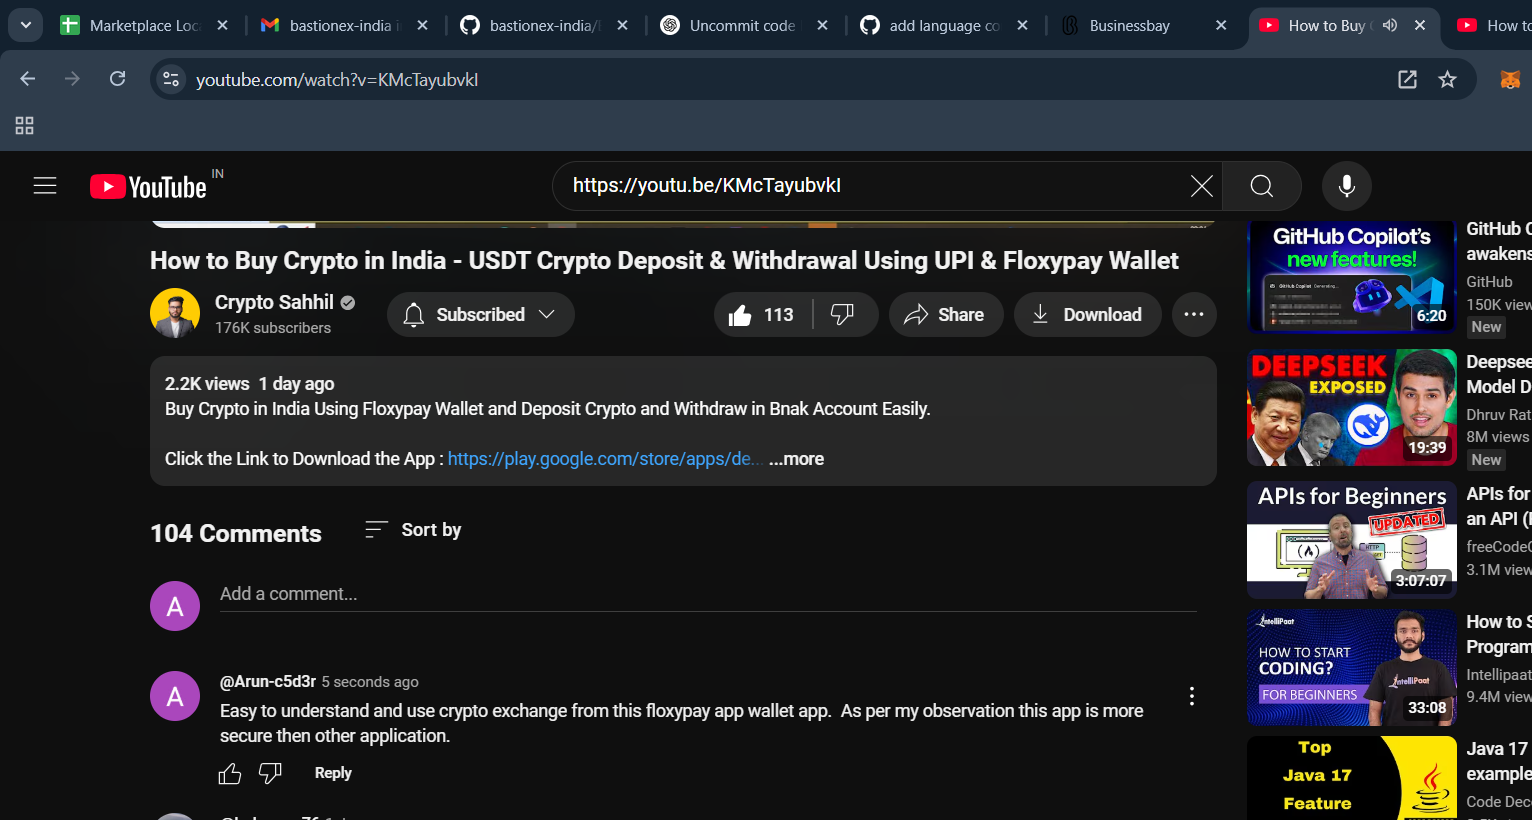 Marketplace Loc
bastionex-india i
bastionex-india/
Uncommit code
add language co
Businessbay
How to Buy
How to
youtube.com/watch?v=KMcTayubvkI
YouTube IN
https://youtu.be/KMcTayubvkI
How to Buy Crypto in India - USDT Crypto Deposit & Withdrawal Using UPI & Floxypay Wallet
Crypto Sahhil
176K subscribers
Subscribed
113
Share
Download
2.2K views 1 day ago
Buy Crypto in India Using Floxypay Wallet and Deposit Crypto and Withdraw in Bnak Account Easily.
Click the Link to Download the App : https://play.google.com/store/apps/de... ...more
104 Comments
Sort by
A
Add a comment...
A
@Arun-c5d3r 5 seconds ago
Easy to understand and use crypto exchange from this floxypay app wallet app. As per my observation this app is more
secure then other application.
Reply
GitHub Copilot's
new features!
GitHub Copilot
6:20
GitHub C
awakens
GitHub
150K view
New
DEEPSEEK
EXPOSED
19:39
Deepsee
Model D
Dhruv Rat
8M views
New
APIs for Beginners
UPDATED
HTTP
3:07:07
APIs for
an API (
freeCodeC
3.1M view
IntelliPaat
HOW TO START
CODING?
FOR BEGINNERS
IntelliPaat
33:08
How to S
Program
Intellipaat
9.4M view
Top
Java 17
Feature
Java 17
example
Code Dec